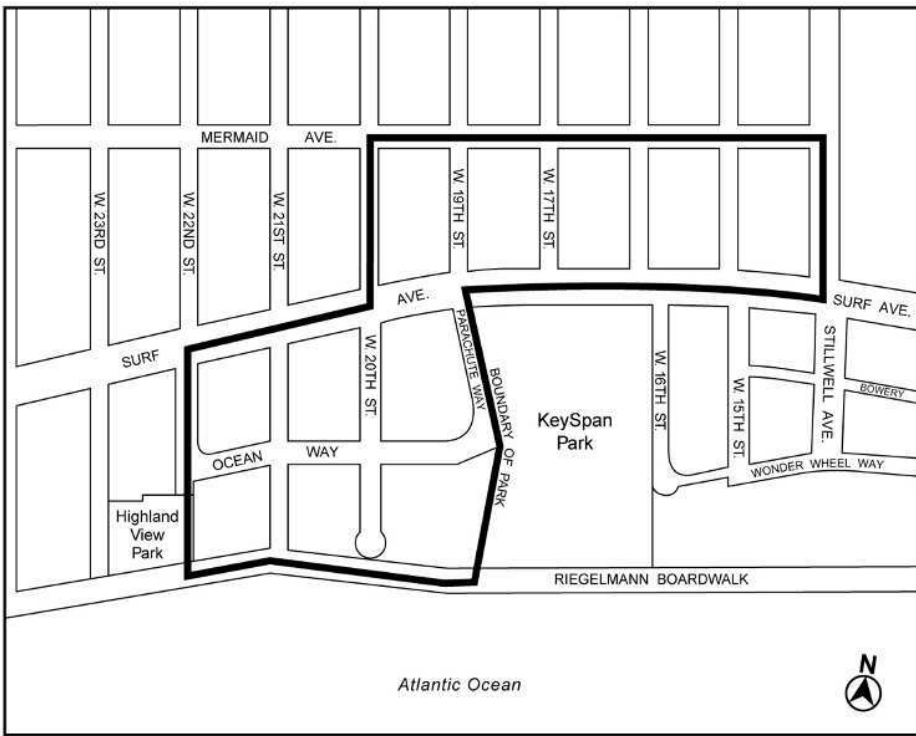 MERMAID AVE.
W. 23RD ST.
W. 22ND ST.
W. 21ST ST.
W. 19TH ST.
W. 17TH ST.
SURF AVE.
SURF AVE.
W. 20TH ST.
PARACHUTE WAY
BOUNDARY OF PARK
KeySpan
Park
W. 16TH ST.
W. 15TH ST.
STILLWELL AVE.
BOWERY
OCEAN WAY
WONDER WHEEL WAY
Highland
View
Park
RIEGELMANN BOARDWALK
Atlantic Ocean
N